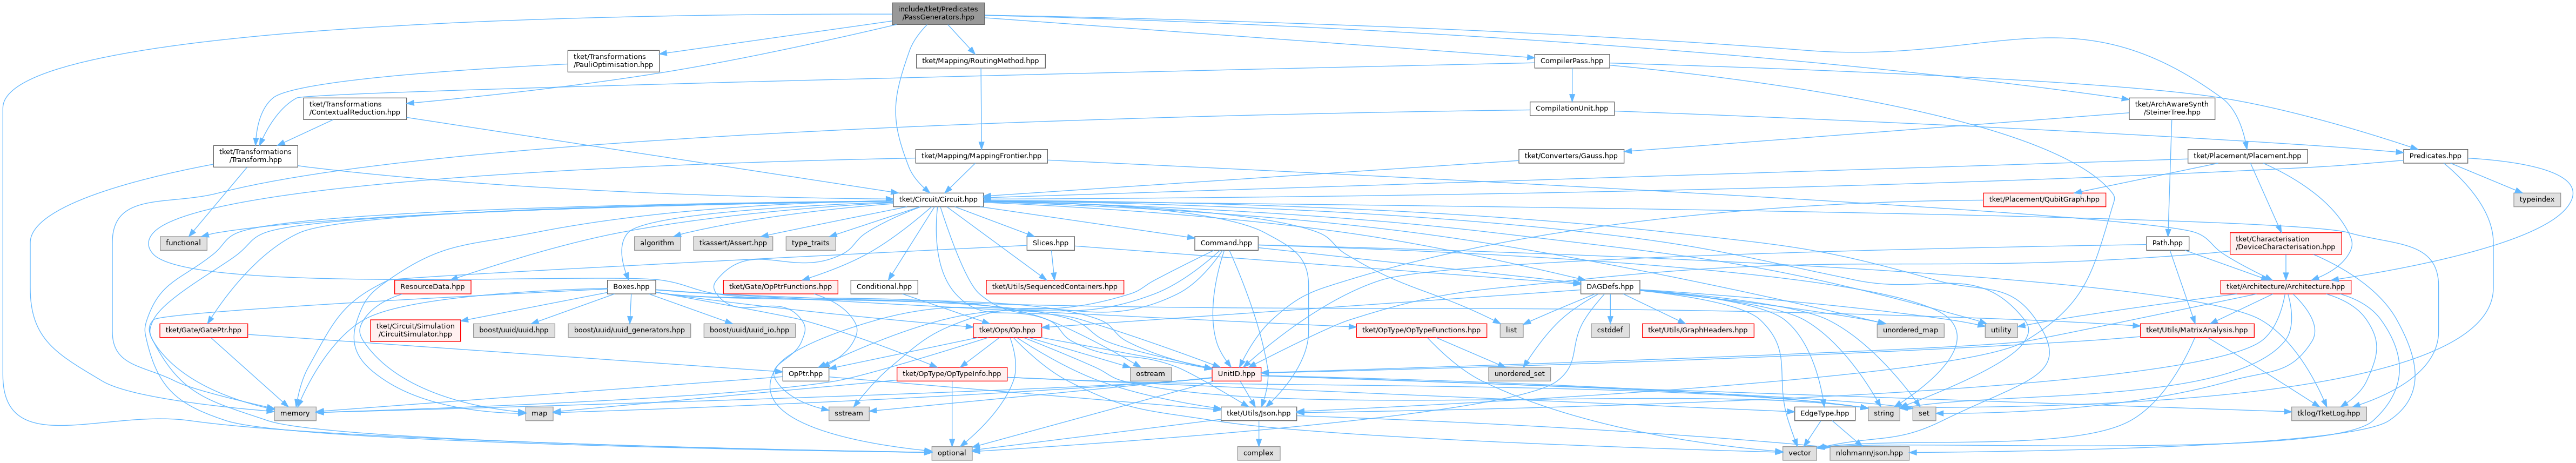 include/tket/Predicates
/PassGenerators.hpp
tket/Transformations
/PauliOptimisation.hpp
tket/Mapping/RoutingMethod.hpp
CompilerPass.hpp
tket/Transformations
/ContextualReduction.hpp
CompilationUnit.hpp
tket/ArchAwareSynth
/SteinerTree.hpp
tket/Transformations
/Transform.hpp
tket/Mapping/MappingFrontier.hpp
tket/Converters/Gauss.hpp
tket/Placement/Placement.hpp
Predicates.hpp
tket/Circuit/Circuit.hpp
tket/Placement/QubitGraph.hpp
typeindex
functional
algorithm
tkassert/Assert.hpp
type_traits
Slices.hpp
Command.hpp
Path.hpp
tket/Characterisation
/DeviceCharacterisation.hpp
ResourceData.hpp
Boxes.hpp
tket/Gate/OpPtrFunctions.hpp
Conditional.hpp
tket/Utils/SequencedContainers.hpp
DAGDefs.hpp
tket/Architecture/Architecture.hpp
tket/Gate/GatePtr.hpp
tket/Circuit/Simulation
/CircuitSimulator.hpp
boost/uuid/uuid.hpp
boost/uuid/uuid_generators.hpp
boost/uuid/uuid_io.hpp
tket/Ops/Op.hpp
tket/OpType/OpTypeFunctions.hpp
list
cstddef
tket/Utils/GraphHeaders.hpp
unordered_map
utility
tket/Utils/MatrixAnalysis.hpp
OpPtr.hpp
tket/OpType/OpTypeInfo.hpp
ostream
UnitID.hpp
unordered_set
memory
map
sstream
tket/Utils/Json.hpp
EdgeType.hpp
string
set
tklog/TketLog.hpp
optional
complex
vector
nlohmann/json.hpp